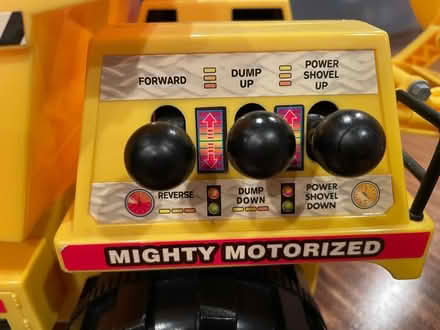 FORWARD
DUMP
UP
POWER
SHOVEL
UP
REVERSE
DUMP
DOWN
POWER
SHOVEL
DOWN
MIGHTY MOTORIZED